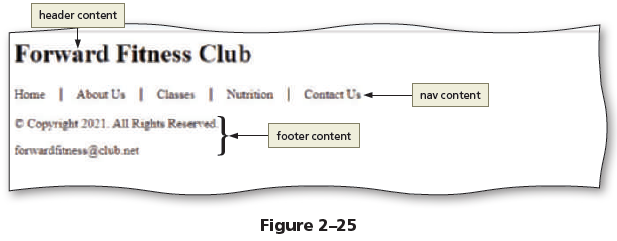 header content
Forward Fitness Club
Home | About Us | Classes | Nutrition | Contact Us
nav content
© Copyright 2021. All Rights Reserved.
footer content
forwardfitness@club.net
Figure 2–25